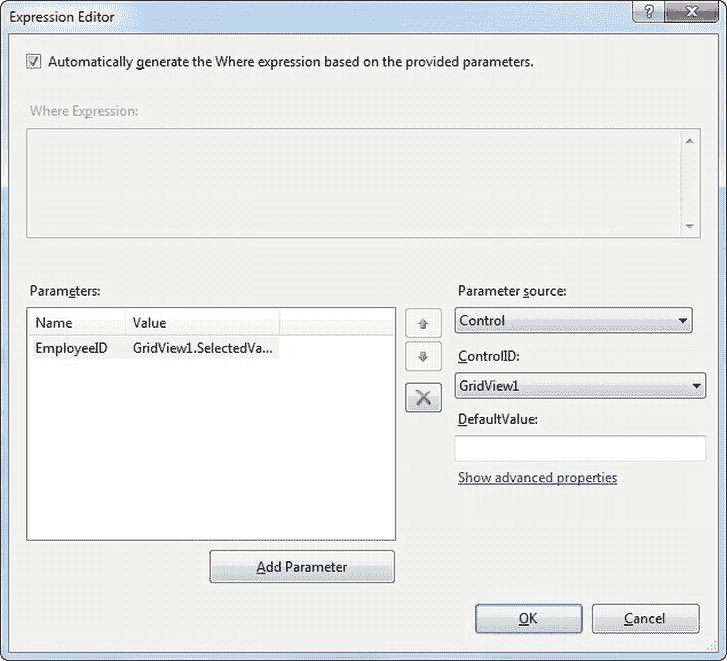 Expression Editor
?
Automatically generate the Where expression based on the provided parameters.
Where Expression:
Parameters:
Parameter source:
Name Value
Control
EmployeeID GridView1.SelectedVa...
ControlID:
GridView1
DefaultValue:
Show advanced properties
Add Parameter
OK Cancel